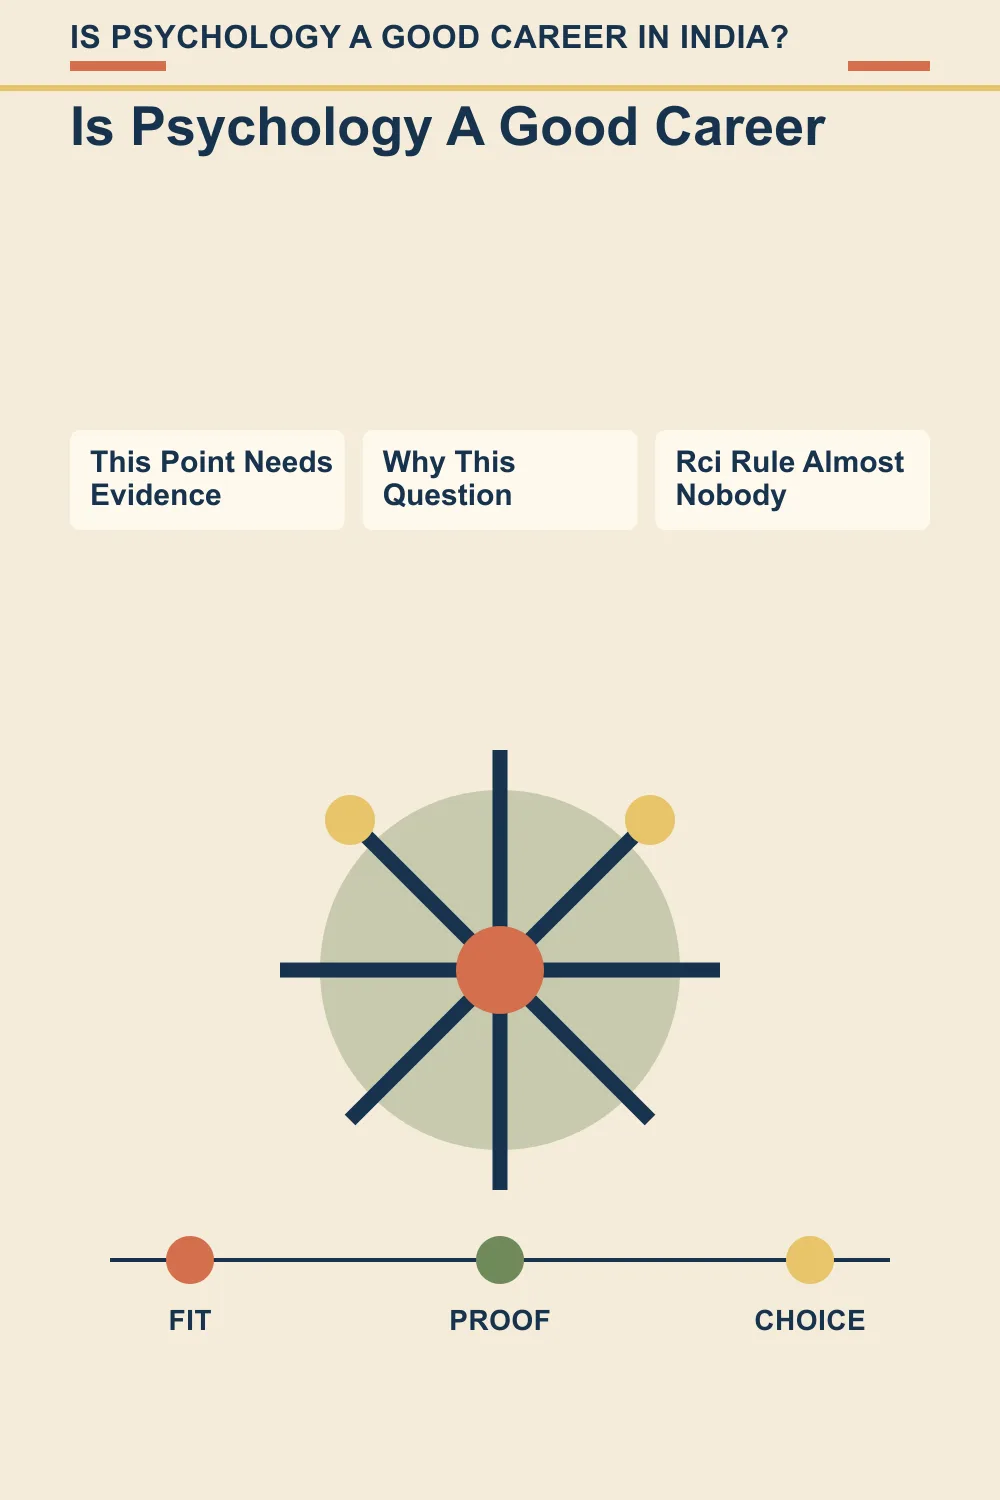 IS PSYCHOLOGY A GOOD CAREER IN INDIA?
Is Psychology A Good Career
This Point Needs
Evidence
Why This
Question
Rci Rule Almost
Nobody
FIT
PROOF
CHOICE